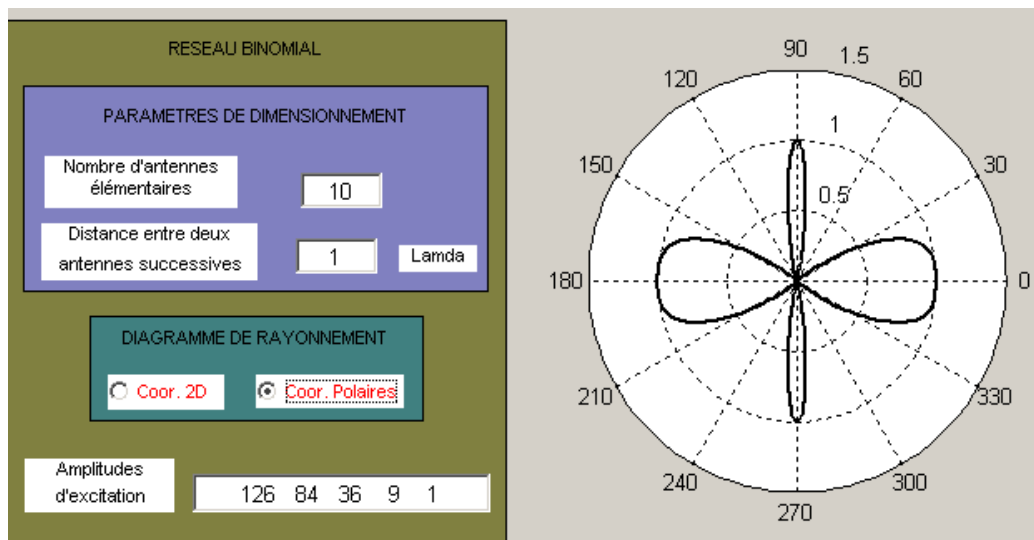 RESEAU BINOMIAL
PARAMETRES DE DIMENSIONNEMENT
Nombre d'antennes
élémentaires
10
Distance entre deux
antennes successives
1
Lamda
DIAGRAMME DE RAYONNEMENT
Coor. 2D
Coor. Polaires
Amplitudes
d'excitation
126 84 36 9 1
90
1.5
120
60
1
150
30
0.5
180
0
210
330
240
300
270